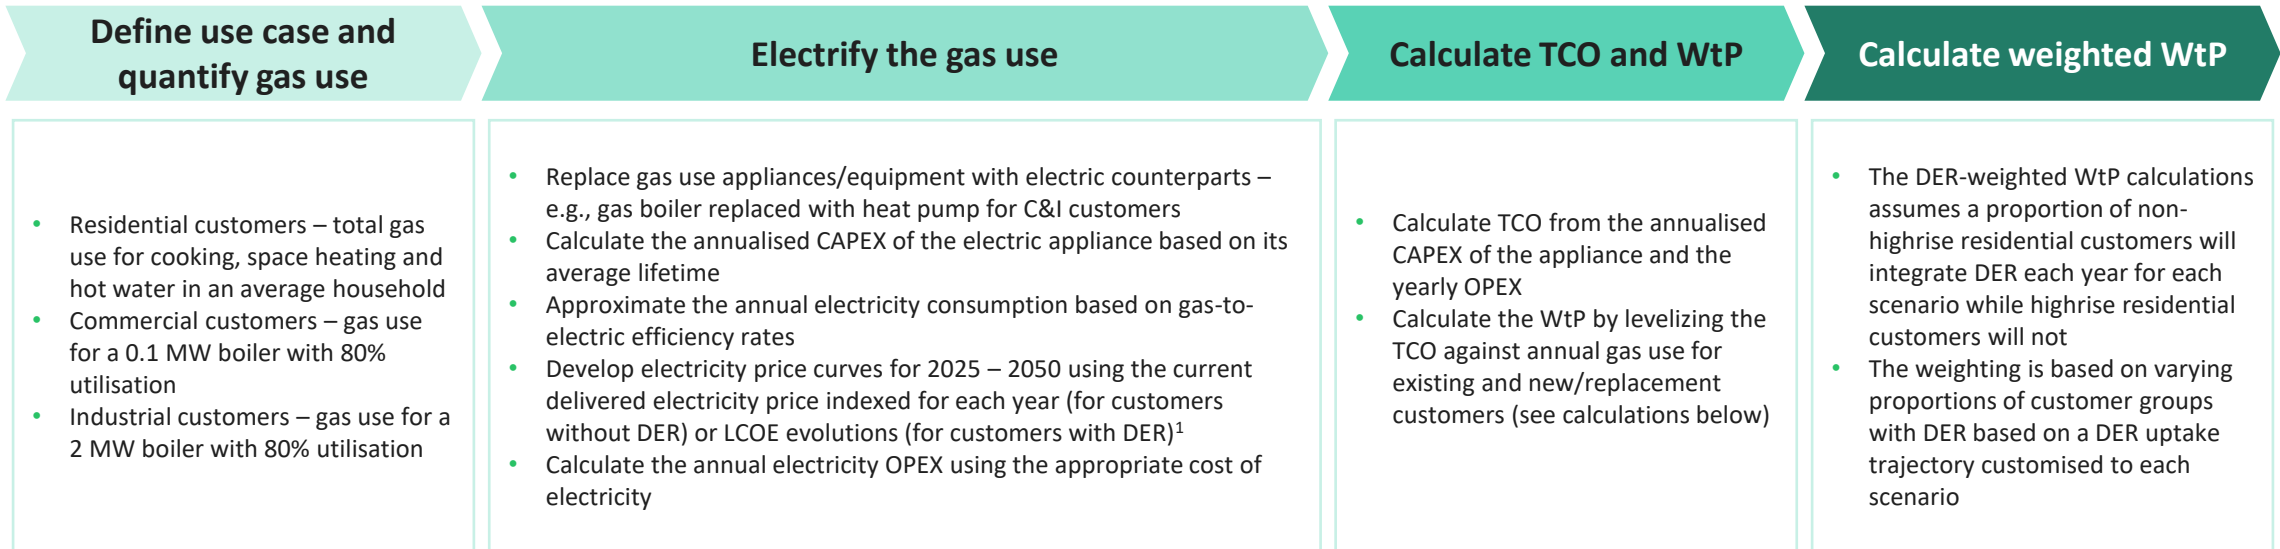 Define use case and
quantify gas use
Electrify the gas use
Calculate TCO and WtP
Calculate weighted WtP
• Residential customers – total gas
use for cooking, space heating and
hot water in an average household
• Commercial customers – gas use
for a 0.1 MW boiler with 80%
utilisation
• Industrial customers – gas use for a
2 MW boiler with 80% utilisation
• Replace gas use appliances/equipment with electric counterparts –
e.g., gas boiler replaced with heat pump for C&I customers
• Calculate the annualised CAPEX of the electric appliance based on its
average lifetime
• Approximate the annual electricity consumption based on gas-to-
electric efficiency rates
• Develop electricity price curves for 2025 – 2050 using the current
delivered electricity price indexed for each year (for customers
without DER) or LCOE evolutions (for customers with DER)¹
• Calculate the annual electricity OPEX using the appropriate cost of
electricity
• Calculate TCO from the annualised
CAPEX of the appliance and the
yearly OPEX
• Calculate the WtP by levelizing the
TCO against annual gas use for
existing and new/replacement
customers (see calculations below)
• The DER-weighted WtP calculations
assumes a proportion of non-
highrise residential customers will
integrate DER each year for each
scenario while highrise residential
customers will not
• The weighting is based on varying
proportions of customer groups
with DER based on a DER uptake
trajectory customised to each
scenario